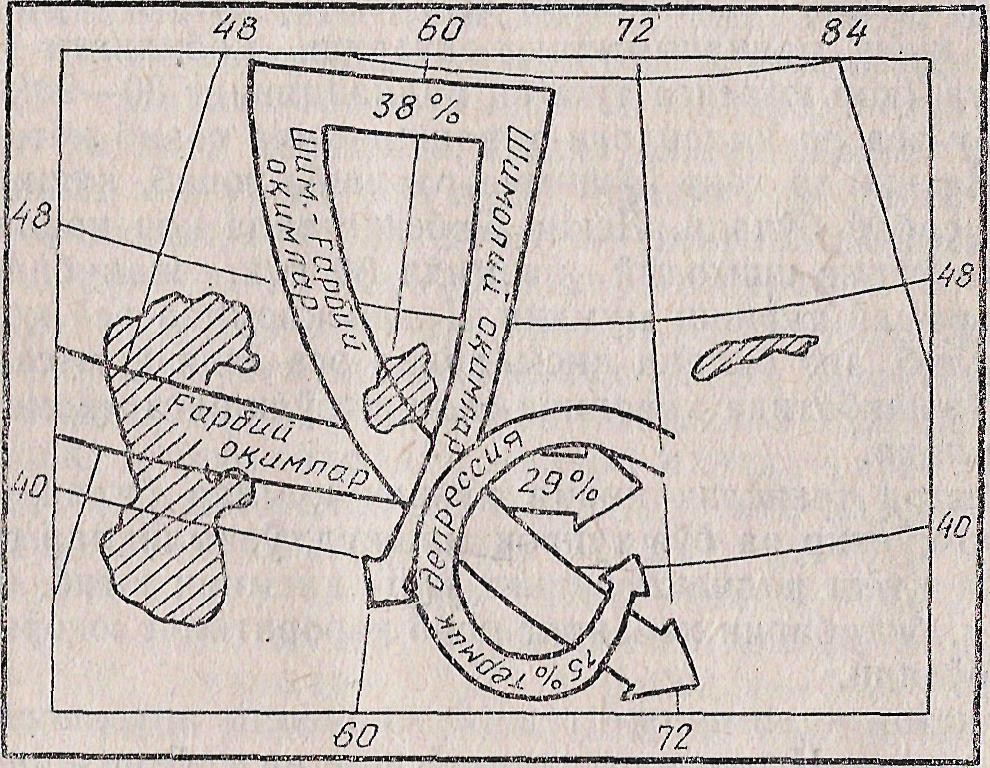 48 60 72 84
38%
Шим.-Ғарбий
оқимлар
Шимолий оқимлар
48
48
Ғарбий
оқимлар
29%
40
40
15% термик депрессия
60 72